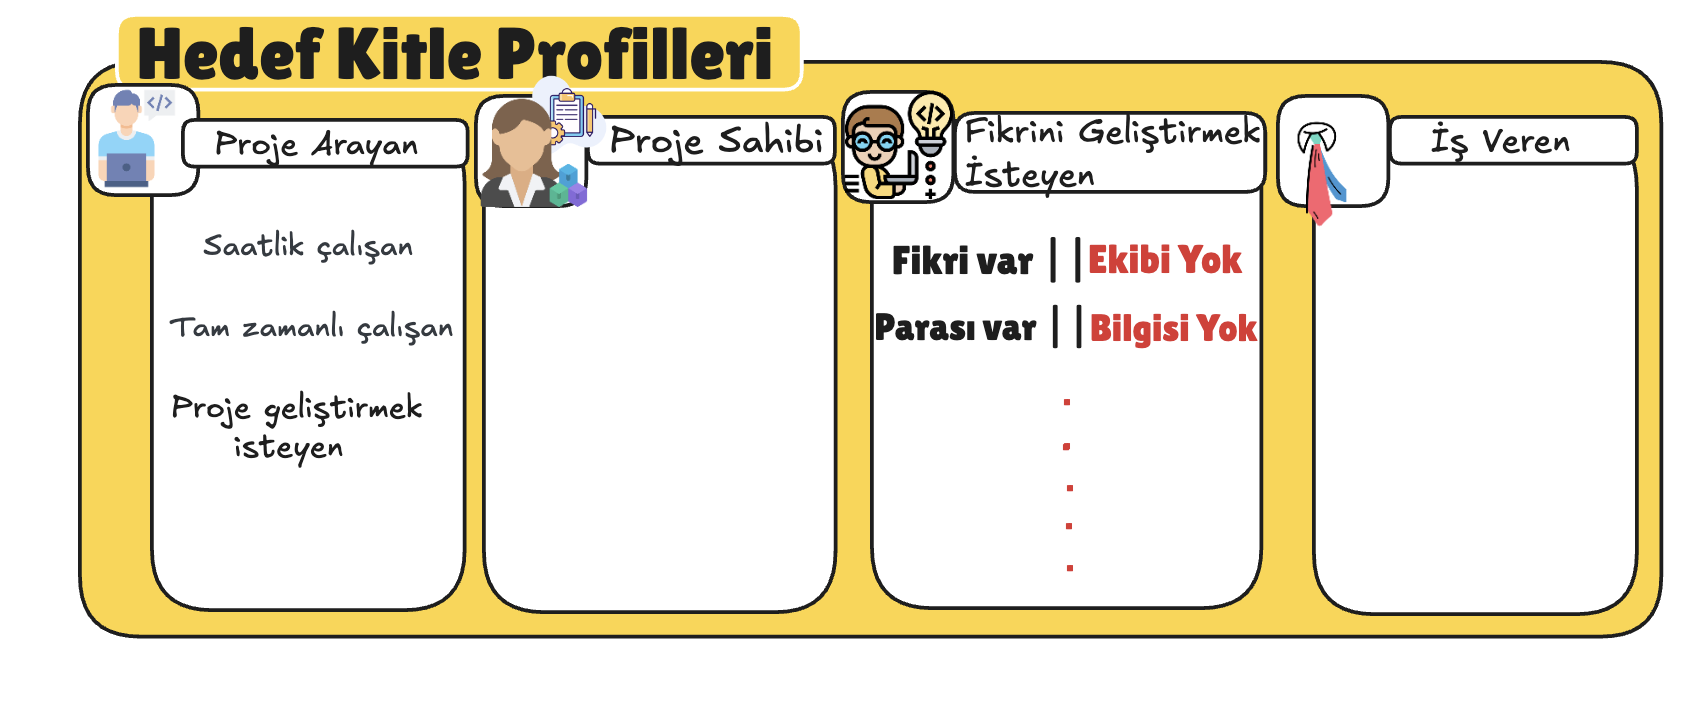 Hedef Kitle Profilleri
</>
Proje Arayan
Saatlik çalışan
Tam zamanlı çalışan
Proje geliştirmek
isteyen
Proje Sahibi
</>
Fikrini Geliştirmek
İsteyen
Fikri var || Ekibi Yok
Parası var || Bilgisi Yok
.
.
.
.
.
İş Veren